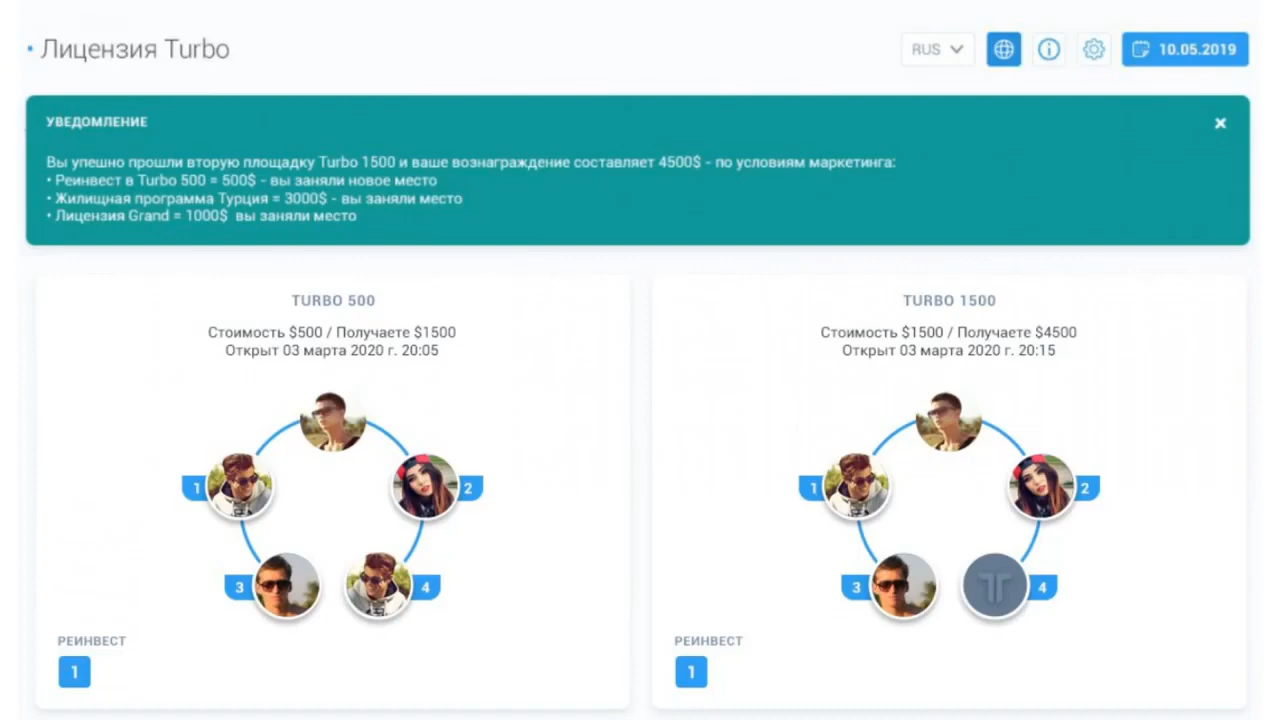 • Лицензия Turbo
RUS
10.05.2019
УВЕДОМЛЕНИЕ
Вы упешно прошли вторую площадку Turbo 1500 и ваше вознаграждение составляет 4500$ - по условиям маркетинга:
• Реинвест в Turbo 500 = 500$ - вы заняли новое место
• Жилищная программа Турция = 3000$ - вы заняли место
• Лицензия Grand = 1000$ вы заняли место
TURBO 500
Стоимость $500 / Получаете $1500
Открыт 03 марта 2020 г. 20:05
1
2
3
4
РЕИНВЕСТ
1
TURBO 1500
Стоимость $1500 / Получаете $4500
Открыт 03 марта 2020 г. 20:15
1
2
3
4
РЕИНВЕСТ
1